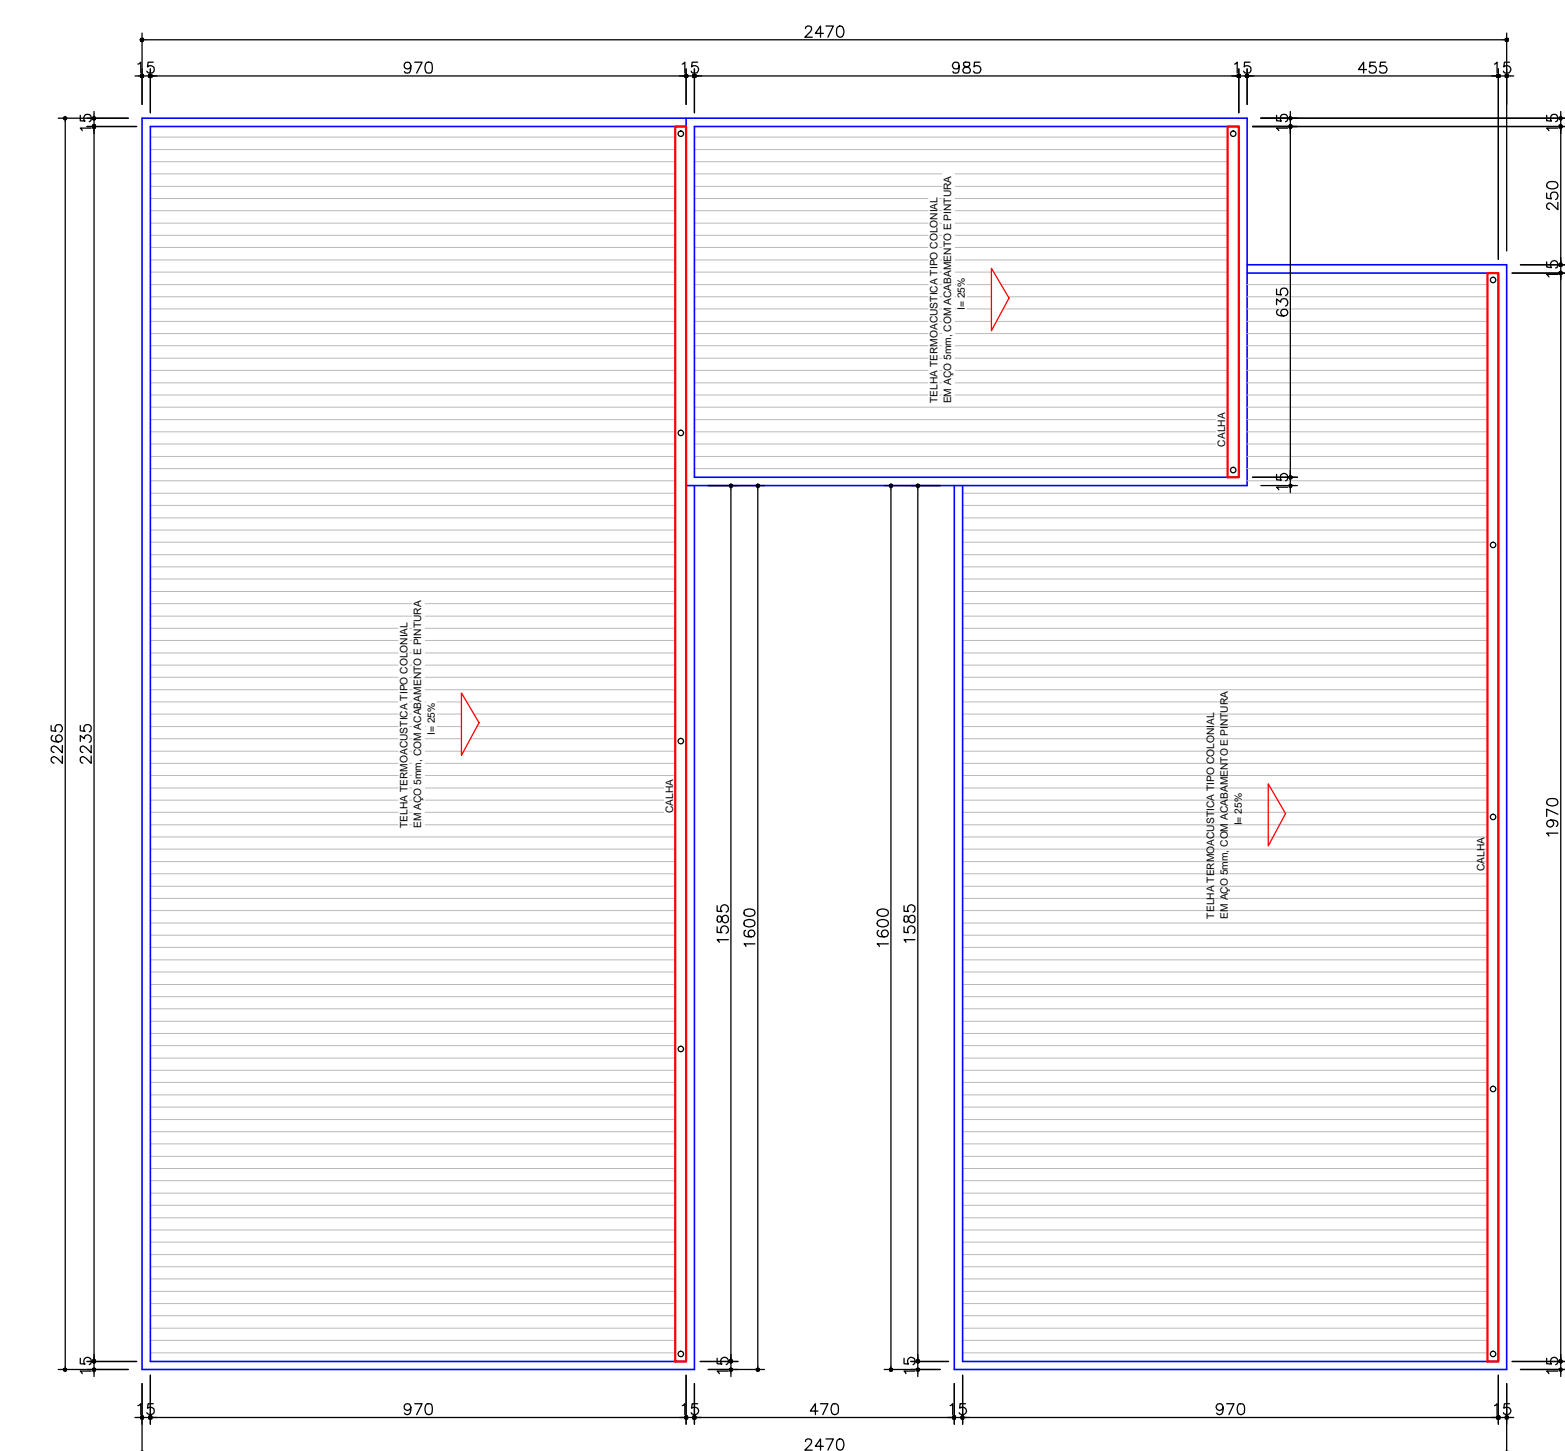 2470
15
970
15
985
15
455
15
15
15
15
250
15
635
15
TELHA TERMOACUSTICA TIPO COLONIAL
EM AÇO 5mm, COM ACABAMENTO E PINTURA
I= 25%
CALHA
2265
2235
TELHA TERMOACUSTICA TIPO COLONIAL
EM AÇO 5mm, COM ACABAMENTO E PINTURA
I= 25%
CALHA
1585
1600
1600
1585
TELHA TERMOACUSTICA TIPO COLONIAL
EM AÇO 5mm, COM ACABAMENTO E PINTURA
I= 25%
CALHA
1970
15
15
15
15
15
970
15
470
15
970
15
2470